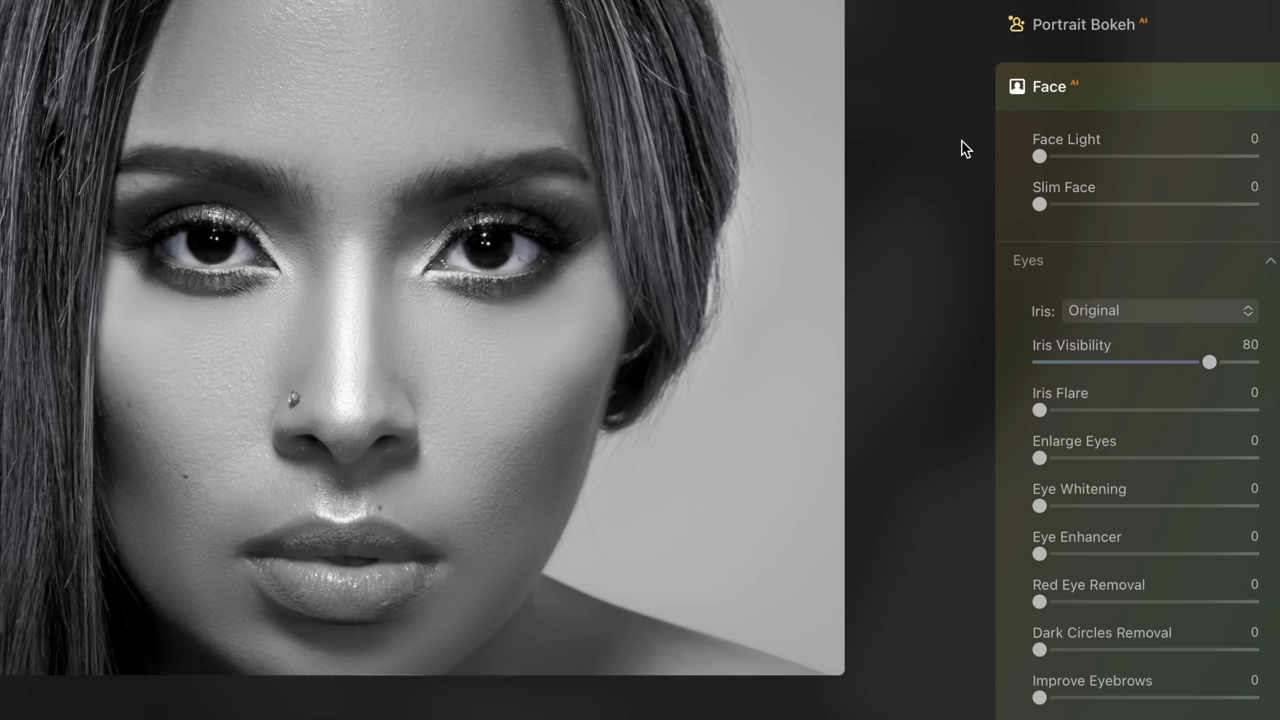 Portrait Bokeh AI
Face AI
Face Light 0
Slim Face 0
Eyes
Iris: Original
Iris Visibility 80
Iris Flare 0
Enlarge Eyes 0
Eye Whitening 0
Eye Enhancer 0
Red Eye Removal 0
Dark Circles Removal 0
Improve Eyebrows 0